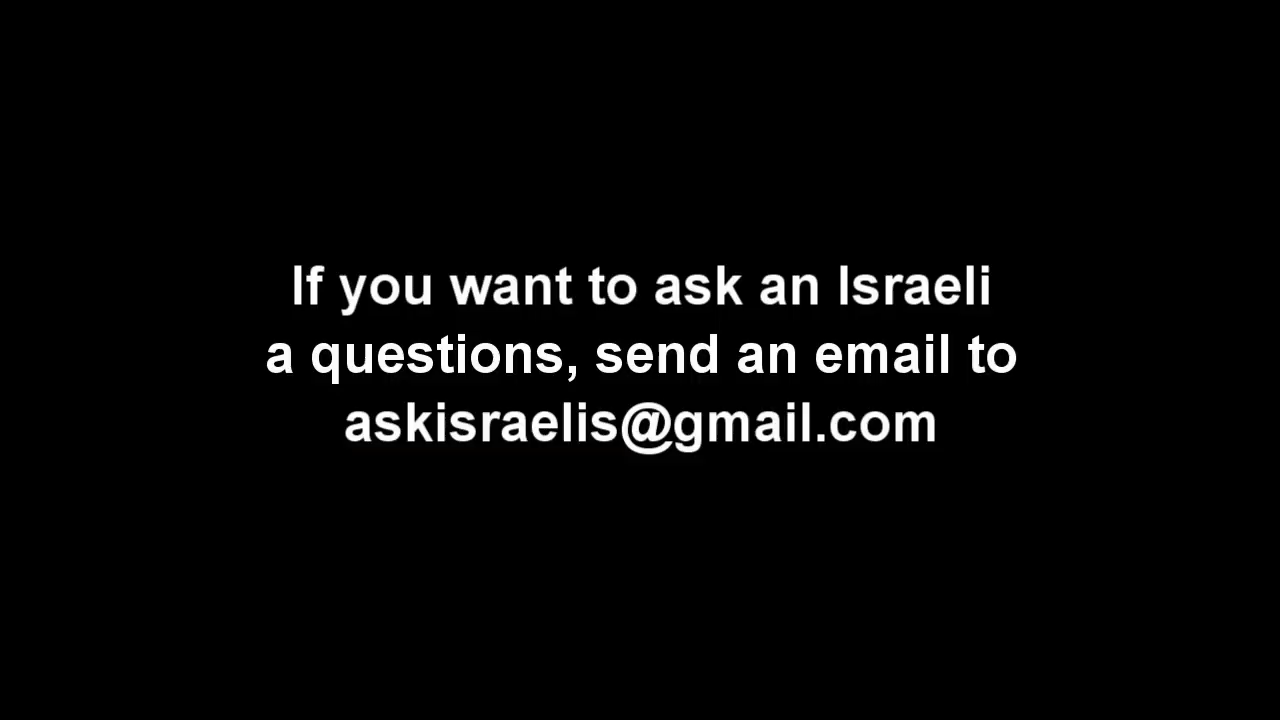 If you want to ask an Israeli
a questions, send an email to
askisraelis@gmail.com